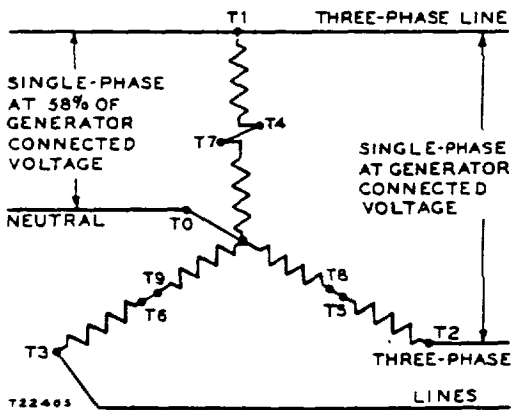 T1
THREE-PHASE LINE
SINGLE-PHASE
AT 58% OF
GENERATOR
CONNECTED
VOLTAGE
T4
T7
SINGLE-PHASE
AT GENERATOR
CONNECTED
VOLTAGE
NEUTRAL
T0
T9
T6
T8
T5
T3
T2
THREE-PHASE
LINES
T22465